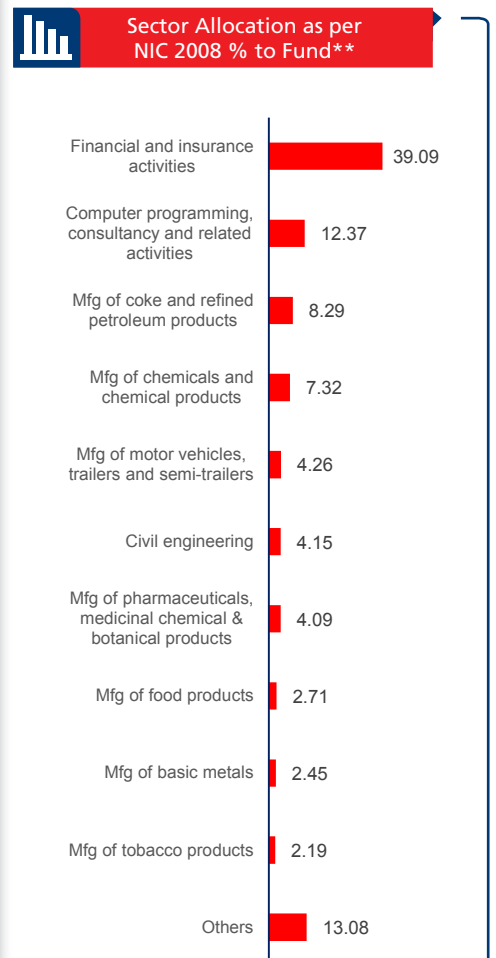 Sector Allocation as per
NIC 2008 % to Fund**
Financial and insurance
activities
39.09
Computer programming,
consultancy and related
activities
12.37
Mfg of coke and refined
petroleum products
8.29
Mfg of chemicals and
chemical products
7.32
Mfg of motor vehicles,
trailers and semi-trailers
4.26
Civil engineering
4.15
Mfg of pharmaceuticals,
medicinal chemical &
botanical products
4.09
Mfg of food products
2.71
Mfg of basic metals
2.45
Mfg of tobacco products
2.19
Others
13.08